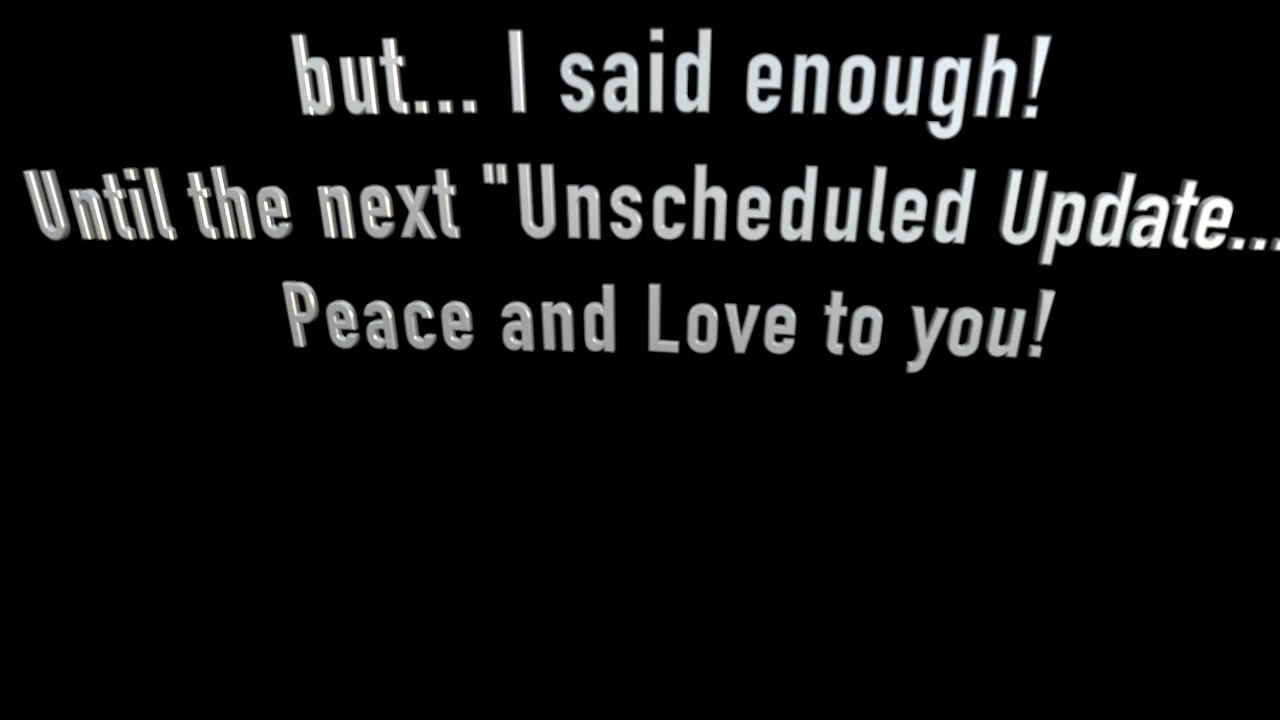 but... I said enough!
Until the next "Unscheduled Update...
Peace and Love to you!